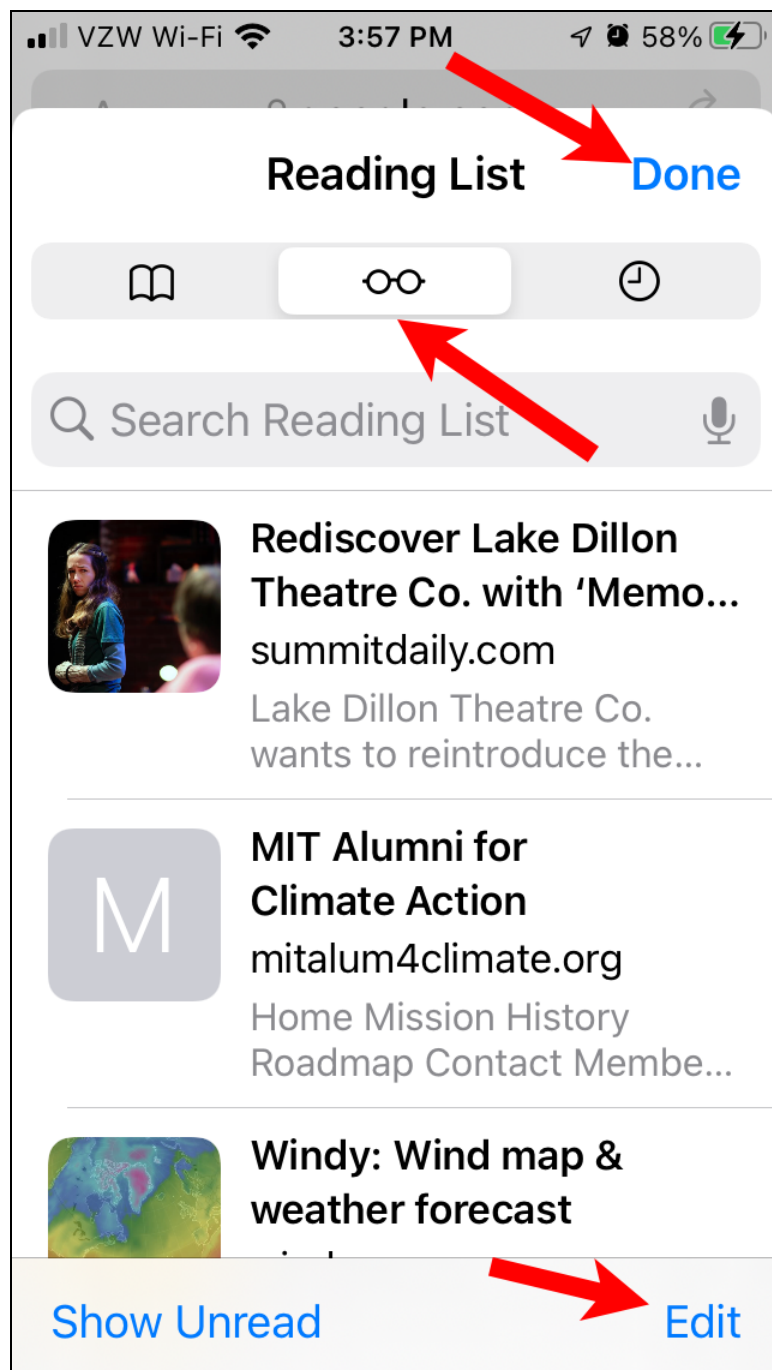 VZW Wi-Fi 3:57 PM 58%
Reading List Done
Search Reading List
Rediscover Lake Dillon
Theatre Co. with ‘Memo...
summitdaily.com
Lake Dillon Theatre Co.
wants to reintroduce the...
M
MIT Alumni for
Climate Action
mitalum4climate.org
Home Mission History
Roadmap Contact Membe...
Windy: Wind map &
weather forecast
Show Unread Edit